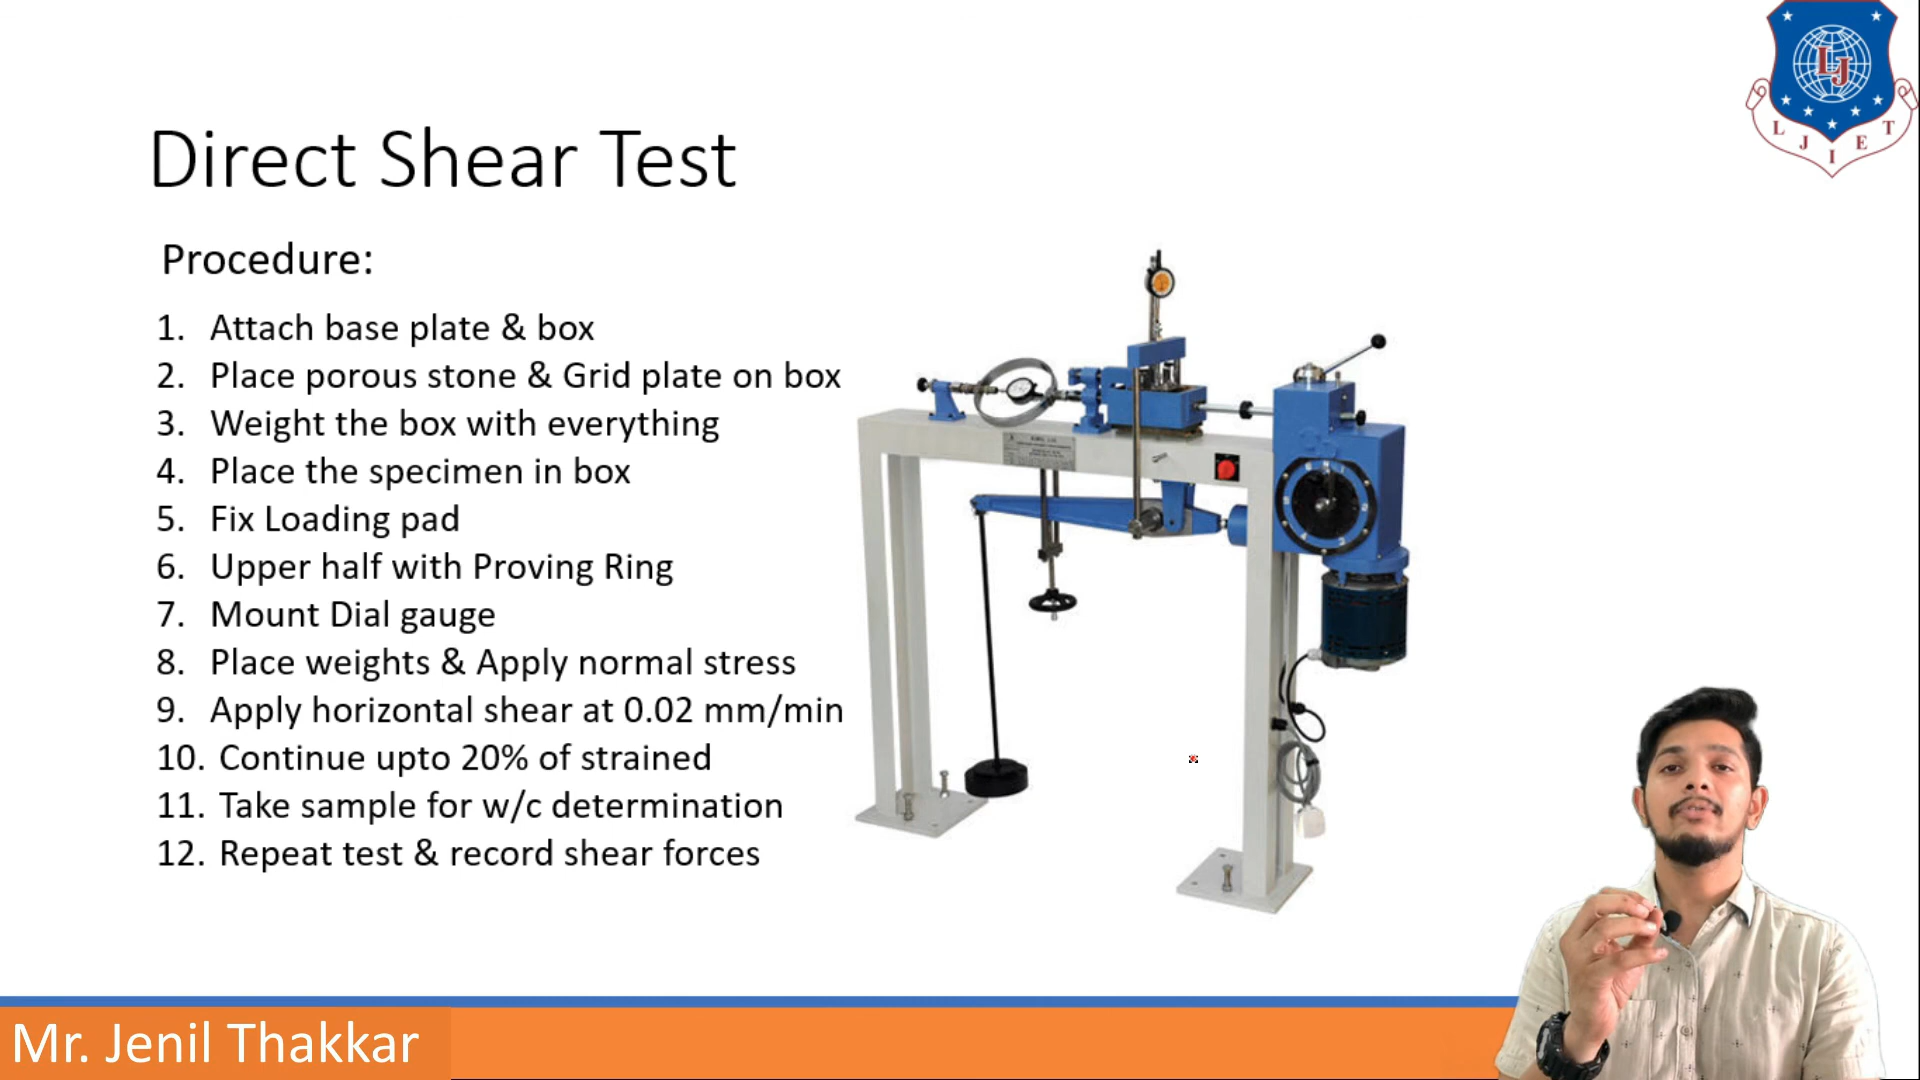 Direct Shear Test
Procedure:
1. Attach base plate & box
2. Place porous stone & Grid plate on box
3. Weight the box with everything
4. Place the specimen in box
5. Fix Loading pad
6. Upper half with Proving Ring
7. Mount Dial gauge
8. Place weights & Apply normal stress
9. Apply horizontal shear at 0.02 mm/min
10. Continue upto 20% of strained
11. Take sample for w/c determination
12. Repeat test & record shear forces
LJ
L J I E T
Mr. Jenil Thakkar